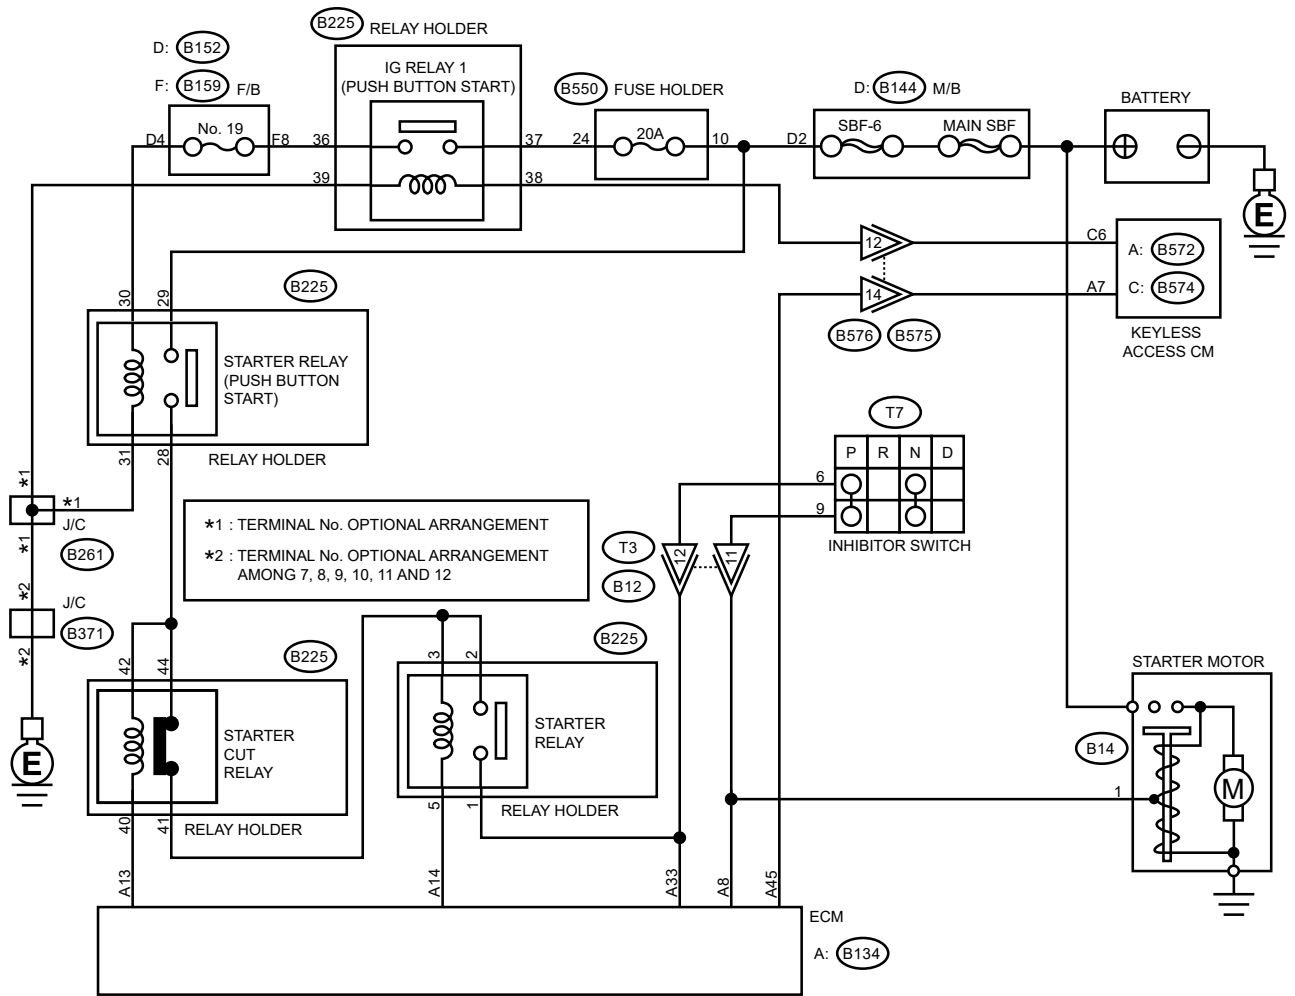 B225 RELAY HOLDER
D: B152
F: B159 F/B
IG RELAY 1
(PUSH BUTTON START)
B550 FUSE HOLDER
D: B144 M/B
BATTERY
D4
No. 19
F8
36
37
24
20A
10
D2
SBF-6
MAIN SBF
39
38
E
12
C6
A: B572
14
A7
C: B574
B576
B575
KEYLESS
ACCESS CM
B225
30
29
STARTER RELAY
(PUSH BUTTON
START)
31
28
RELAY HOLDER
T7
P R N D
6
9
INHIBITOR SWITCH
*1
*1
J/C
*1
B261
*2
J/C
B371
*2
E
*1 : TERMINAL No. OPTIONAL ARRANGEMENT
*2 : TERMINAL No. OPTIONAL ARRANGEMENT
AMONG 7, 8, 9, 10, 11 AND 12
T3
12
11
B12
B225
42
44
STARTER
CUT
RELAY
40
41
RELAY HOLDER
B225
3
2
STARTER
RELAY
5
1
RELAY HOLDER
STARTER MOTOR
B14
1
M
A13
A14
A33
A8
A45
ECM
A: B134